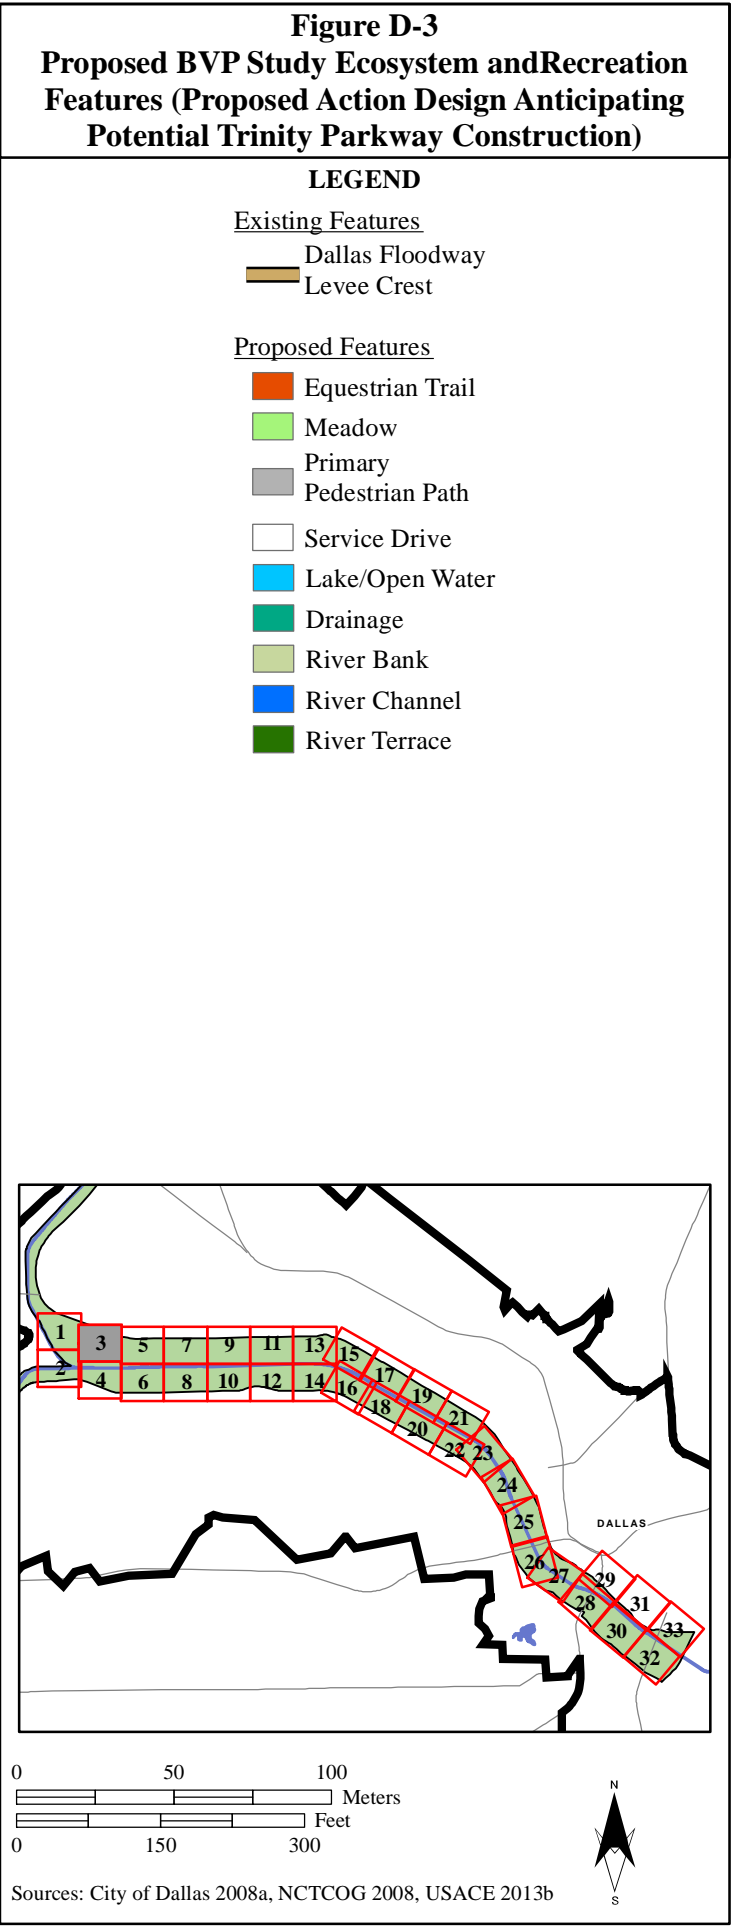 Figure D-3
Proposed BVP Study Ecosystem andRecreation
Features (Proposed Action Design Anticipating
Potential Trinity Parkway Construction)
LEGEND
Existing Features
Dallas Floodway
Levee Crest
Proposed Features
Equestrian Trail
Meadow
Primary
Pedestrian Path
Service Drive
Lake/Open Water
Drainage
River Bank
River Channel
River Terrace
1
3
5
7
9
11
13
15
2
4
6
8
10
12
14
16
17
18
19
20
21
22
23
24
25
DALLAS
26
27
28
29
30
31
32
33
0 50 100
Meters
Feet
0 150 300
N
S
Sources: City of Dallas 2008a, NCTCOG 2008, USACE 2013b